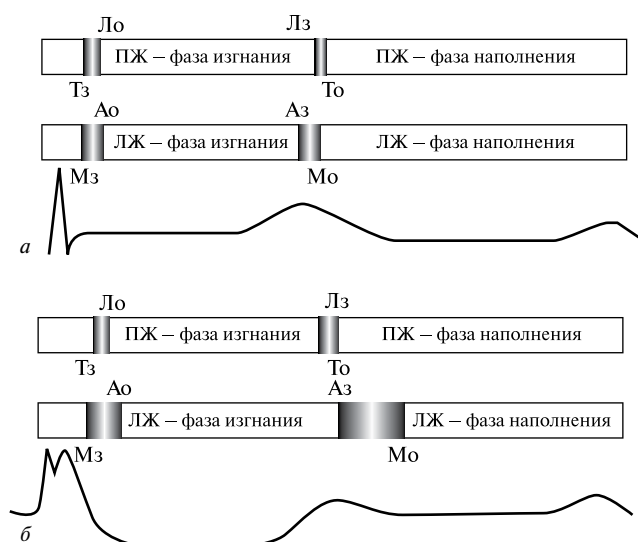 Ло Лз
ПЖ – фаза изгнания ПЖ – фаза наполнения
Тз То
Ао Аз
ЛЖ – фаза изгнания ЛЖ – фаза наполнения
Мз Мо
а
Ло Лз
ПЖ – фаза изгнания ПЖ – фаза наполнения
Тз То
Ао Аз
ЛЖ – фаза изгнания ЛЖ – фаза наполнения
Мз Мо
б